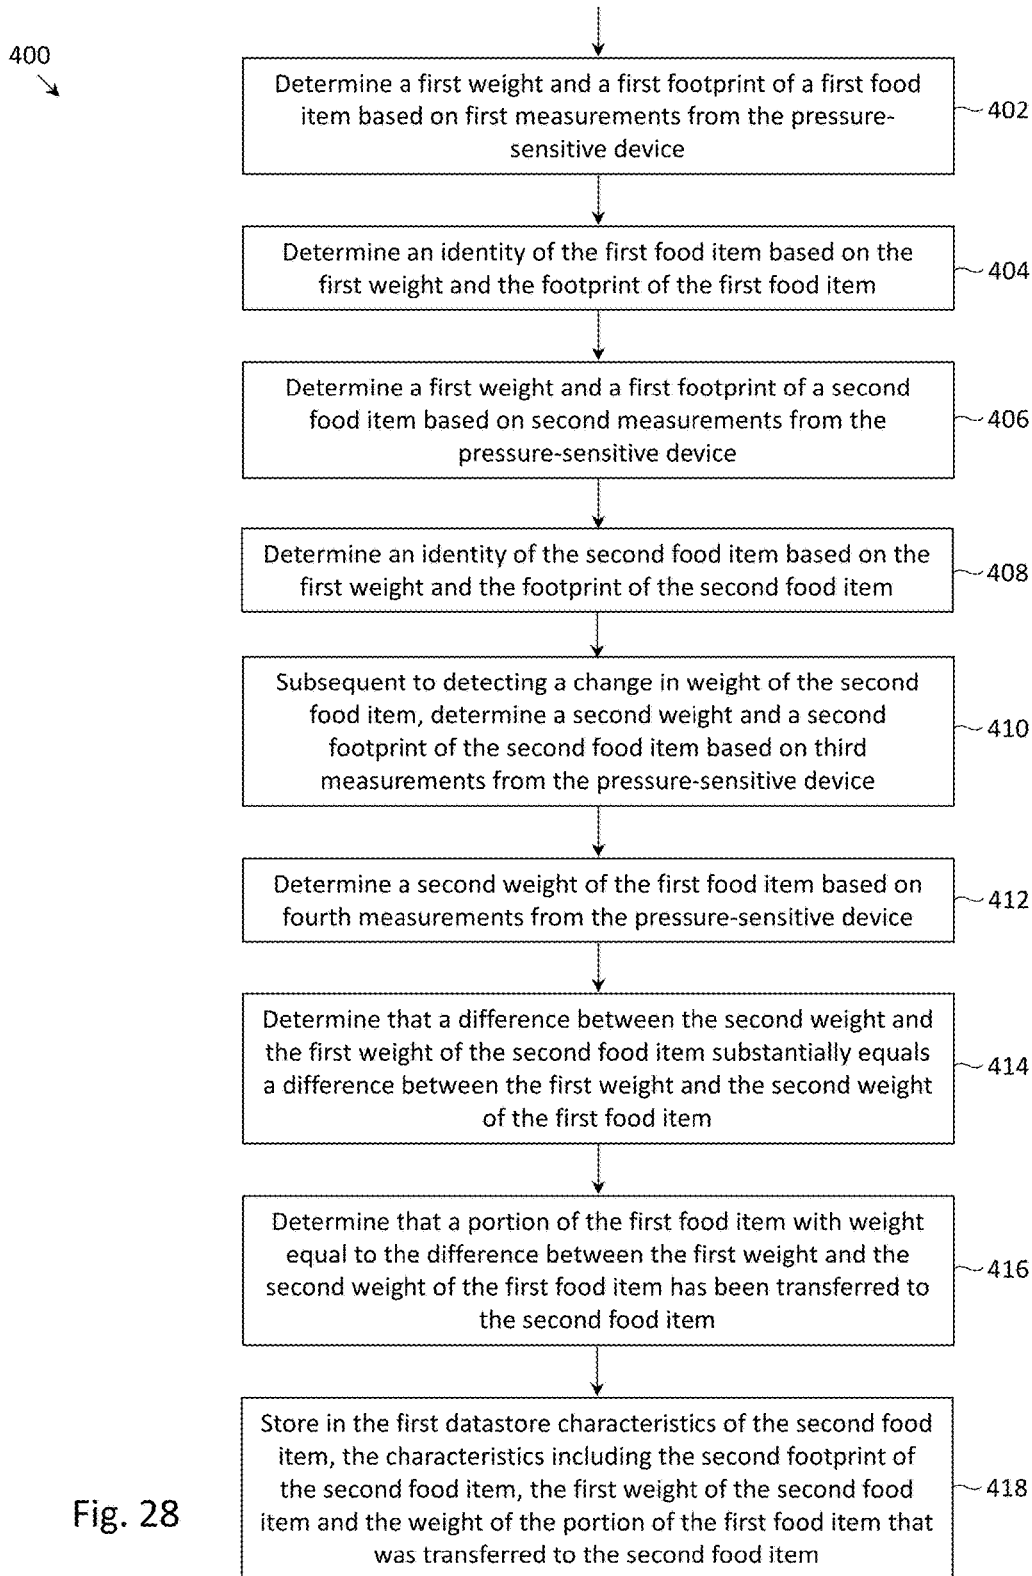 400
Determine a first weight and a first footprint of a first food
item based on first measurements from the pressure-
sensitive device
402
Determine an identity of the first food item based on the
first weight and the footprint of the first food item
404
Determine a first weight and a first footprint of a second
food item based on second measurements from the
pressure-sensitive device
406
Determine an identity of the second food item based on the
first weight and the footprint of the second food item
408
Subsequent to detecting a change in weight of the second
food item, determine a second weight and a second
footprint of the second food item based on third
measurements from the pressure-sensitive device
410
Determine a second weight of the first food item based on
fourth measurements from the pressure-sensitive device
412
Determine that a difference between the second weight and
the first weight of the second food item substantially equals
a difference between the first weight and the second weight
of the first food item
414
Determine that a portion of the first food item with weight
equal to the difference between the first weight and the
second weight of the first food item has been transferred to
the second food item
416
Store in the first datastore characteristics of the second food
item, the characteristics including the second footprint of
the second food item, the first weight of the second food
item and the weight of the portion of the first food item that
was transferred to the second food item
418
Fig. 28